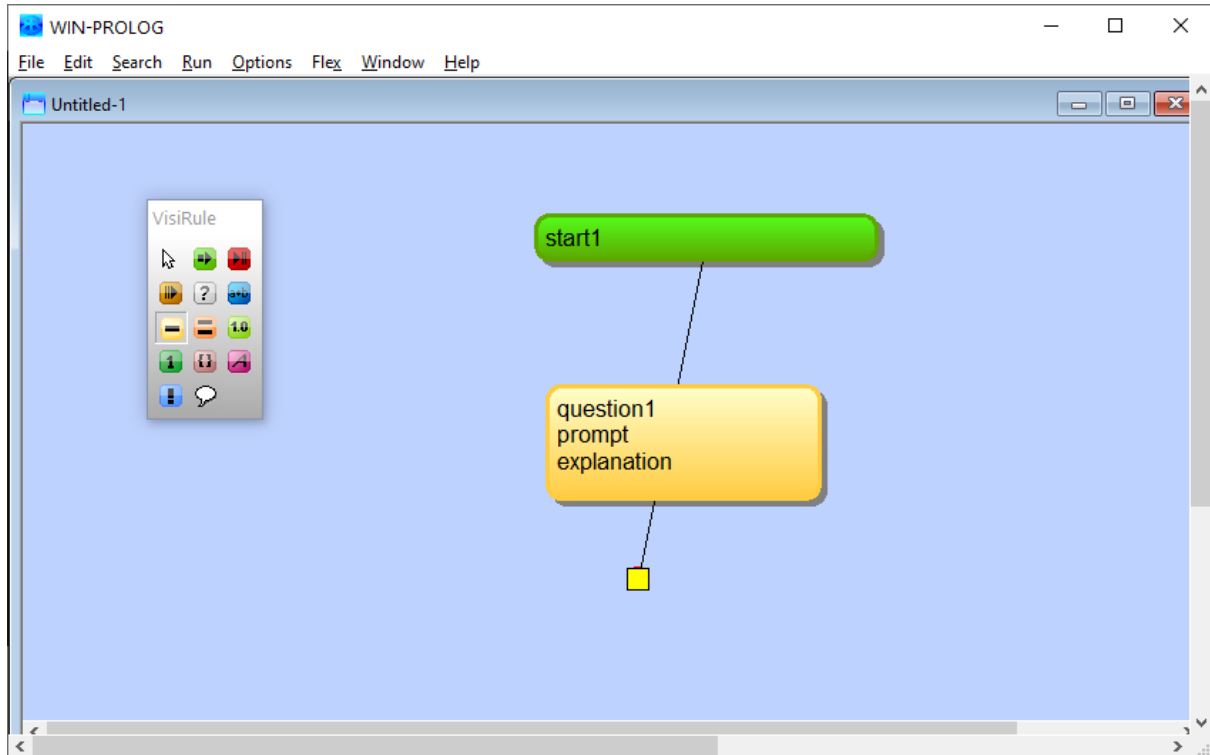 WIN-PROLOG
File Edit Search Run Options Flex Window Help
Untitled-1
VisiRule
start1
? a+b
1.0
1 {} A
question1
prompt
explanation